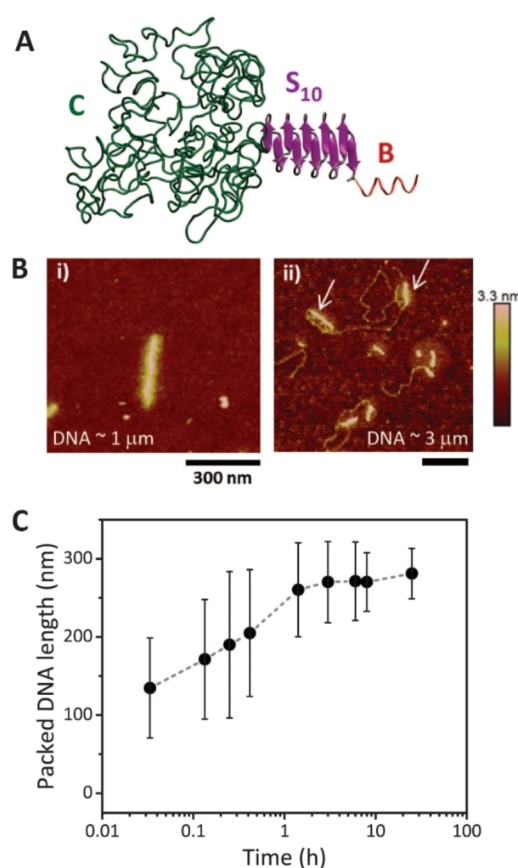 A
C
S₁₀
B
B
i)
ii)
3.3 nm
DNA ~ 1 μm
DNA ~ 3 μm
300 nm
C
Packed DNA length (nm)
300
200
100
0
0.01 0.1 1 10 100
Time (h)